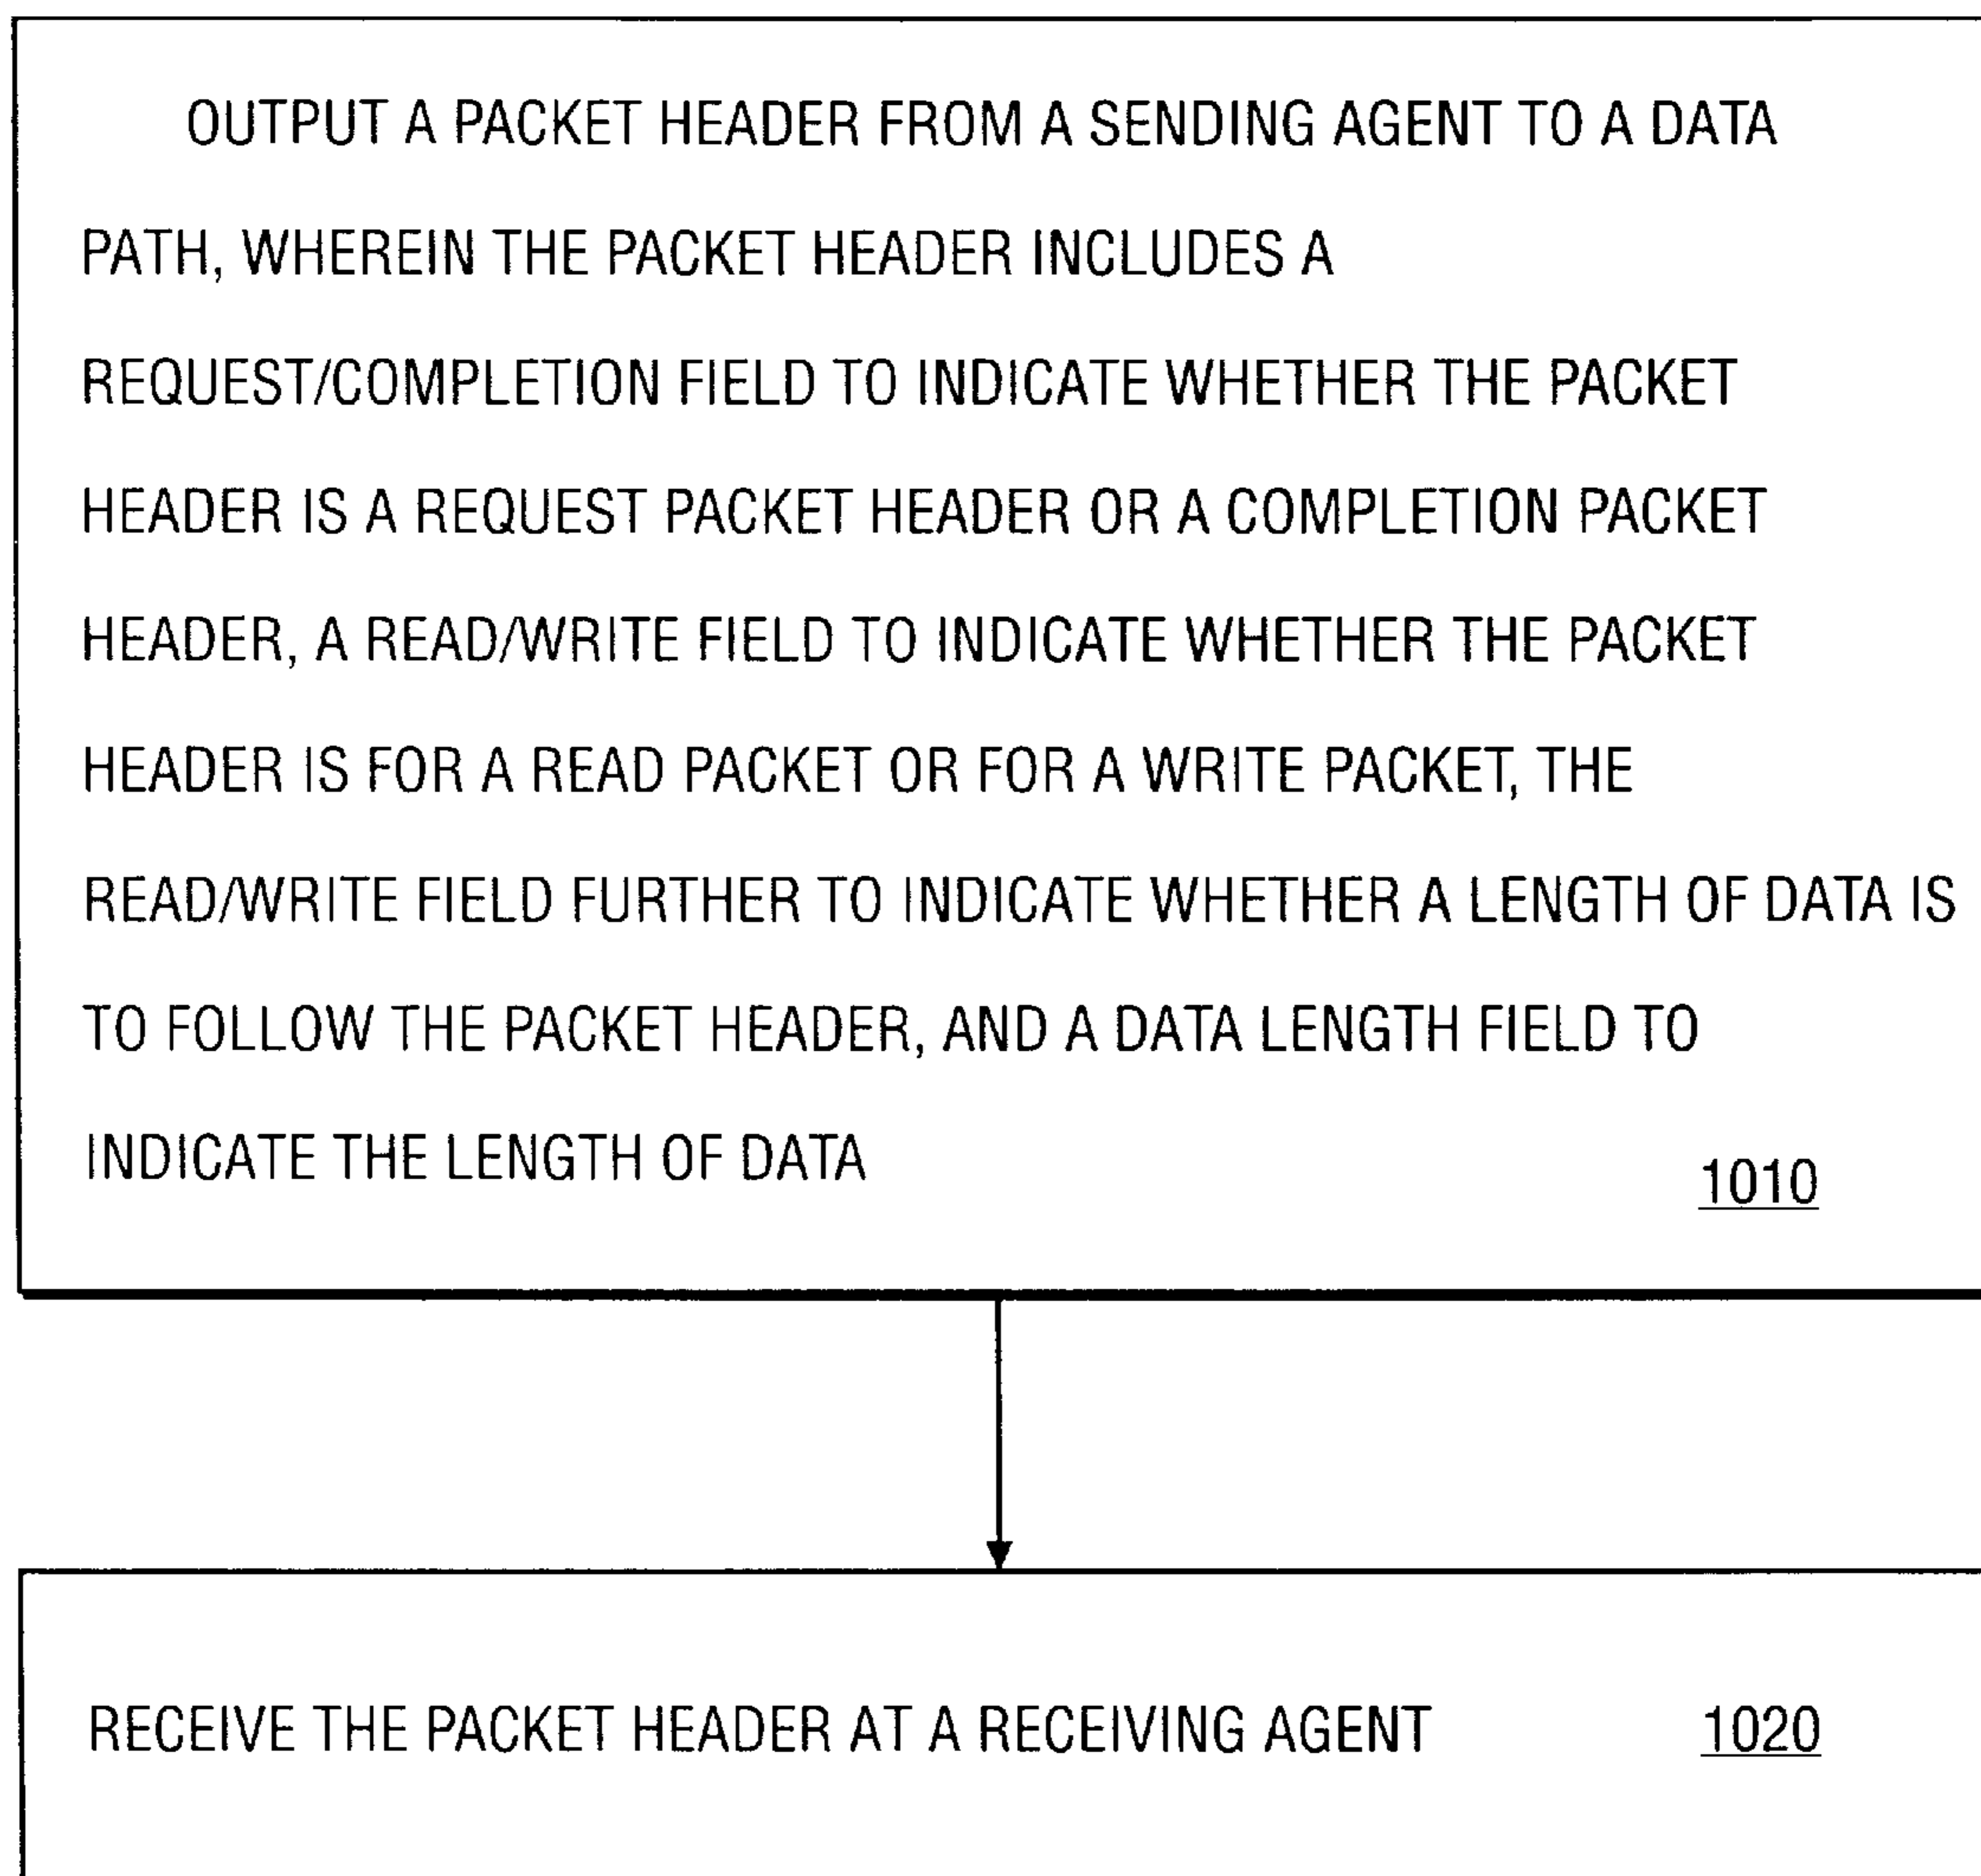 OUTPUT A PACKET HEADER FROM A SENDING AGENT TO A DATA
PATH, WHEREIN THE PACKET HEADER INCLUDES A
REQUEST/COMPLETION FIELD TO INDICATE WHETHER THE PACKET
HEADER IS A REQUEST PACKET HEADER OR A COMPLETION PACKET
HEADER, A READ/WRITE FIELD TO INDICATE WHETHER THE PACKET
HEADER IS FOR A READ PACKET OR FOR A WRITE PACKET, THE
READ/WRITE FIELD FURTHER TO INDICATE WHETHER A LENGTH OF DATA IS
TO FOLLOW THE PACKET HEADER, AND A DATA LENGTH FIELD TO
INDICATE THE LENGTH OF DATA
1010
RECEIVE THE PACKET HEADER AT A RECEIVING AGENT 1020